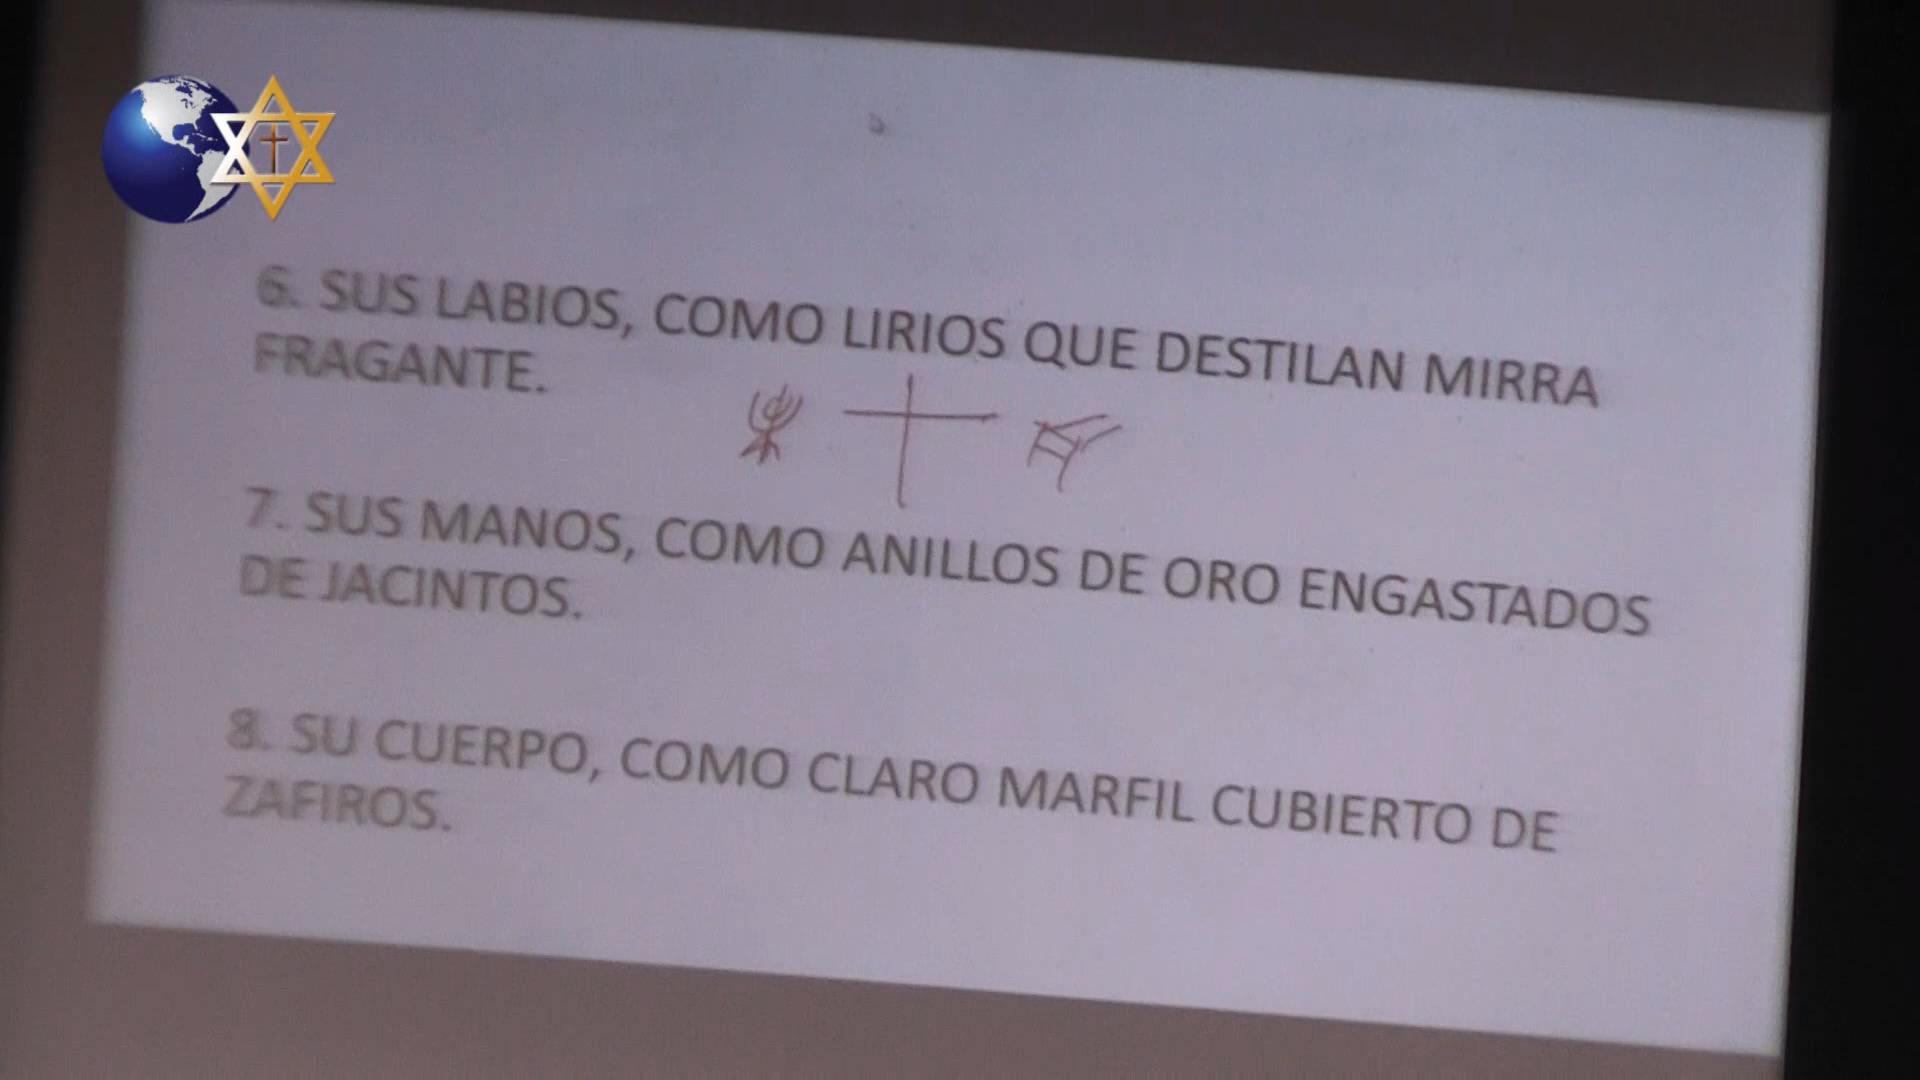 6. SUS LABIOS, COMO LIRIOS QUE DESTILAN MIRRA
FRAGANTE.
7. SUS MANOS, COMO ANILLOS DE ORO ENGASTADOS
DE JACINTOS.
8. SU CUERPO, COMO CLARO MARFIL CUBIERTO DE
ZAFIROS.